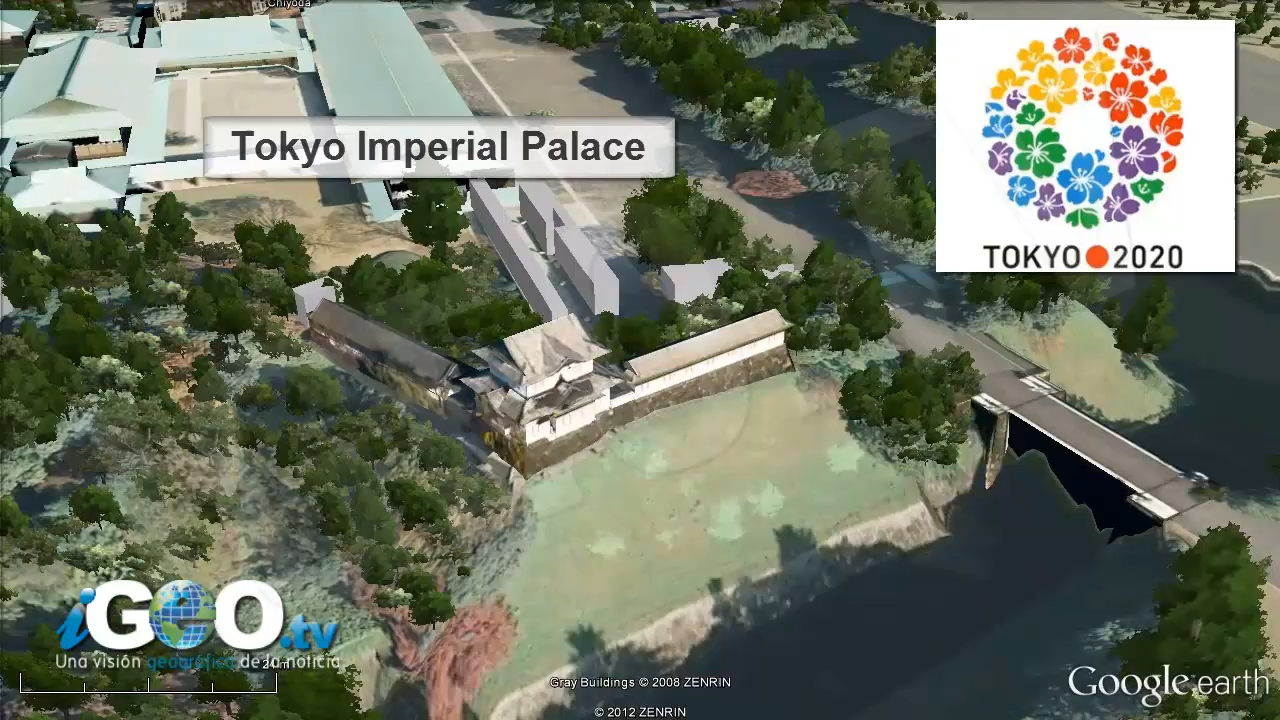 Chiyoda
Tokyo Imperial Palace
TOKYO 2020
iGeO.tv
Una visión geográfica de la noticia
Gray Buildings © 2008 ZENRIN
© 2012 ZENRIN
Google earth